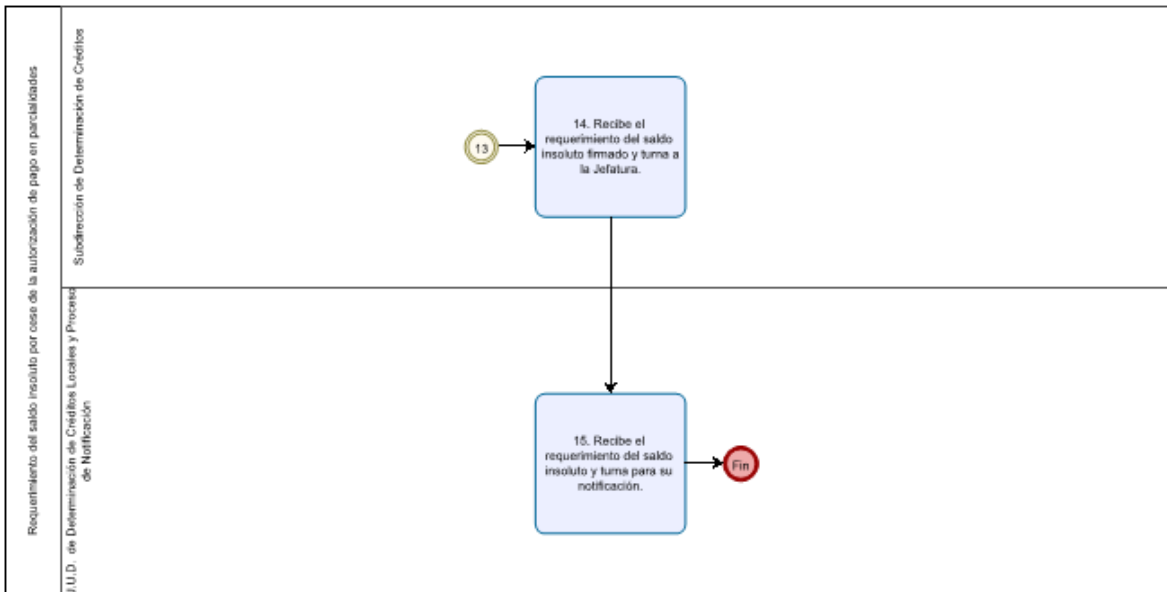 Requerimiento del saldo insoluto por cese de la autorización de pago en parcialidades
Subdirección de Determinación de Créditos
13
14. Recibe el
requerimiento del saldo
insoluto firmado y turna a
la Jefatura.
J.U.D. de Determinación de Créditos Locales y Proceso
de Notificación
15. Recibe el
requerimiento del saldo
insoluto y turna para su
notificación.
Fin